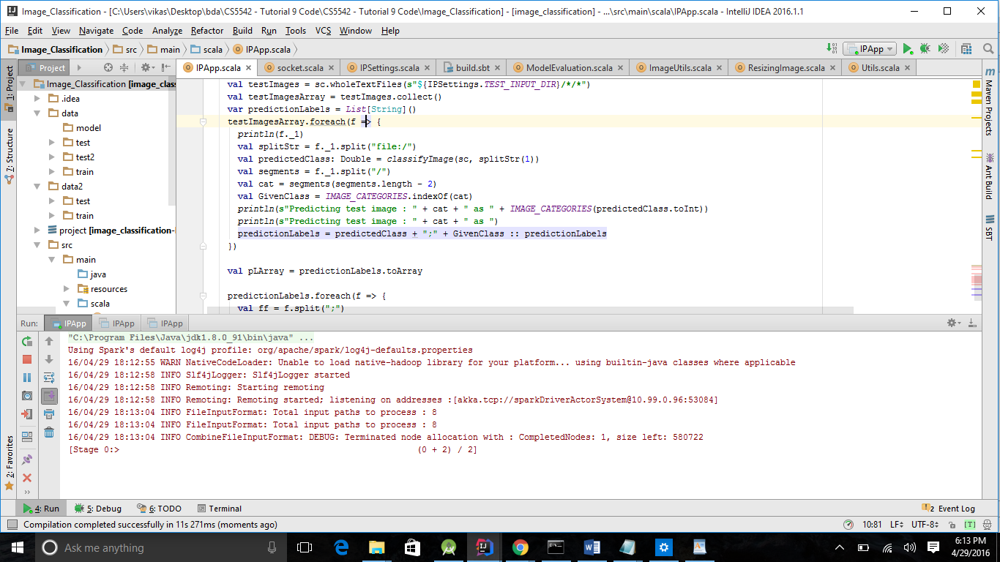 Image_Classification - [C:\Users\vikas\Desktop\bda\CS5542 - Tutorial 9 Code\CS5542 - Tutorial 9 Code\Image_Classification] - [image_classification] - ...\src\main\scala\IPApp.scala - IntelliJ IDEA 2016.1.1
File Edit View Navigate Code Analyze Refactor Build Run Tools VCS Window Help
Image_Classification src main scala IPApp.scala IPApp
Project IPApp.scala socket.scala IPSettings.scala build.sbt ModelEvaluation.scala ImageUtils.scala ResizingImage.scala Utils.scala
1: Project
7: Structure
2: Favorites
Image_Classification [image_clas
.idea
data
model
test
test2
train
data2
test
train
project [image_classification-
src
main
java
resources
scala
val testImages = sc.wholeTextFiles(s"${IPSettings.TEST_INPUT_DIR}/*/*")
val testImagesArray = testImages.collect()
var predictionLabels = List[String]()
testImagesArray.foreach(f => {
println(f._1)
val splitStr = f._1.split("file:/")
val predictedClass: Double = classifyImage(sc, splitStr(1))
val segments = f._1.split("/")
val cat = segments(segments.length - 2)
val GivenClass = IMAGE_CATEGORIES.indexOf(cat)
println(s"Predicting test image : " + cat + " as " + IMAGE_CATEGORIES(predictedClass.toInt))
println(s"Predicting test image : " + cat + " as ")
predictionLabels = predictedClass + ";" + GivenClass :: predictionLabels
})
val pLArray = predictionLabels.toArray
predictionLabels.foreach(f => {
val ff = f.split(";")
Maven Projects
Ant Build
SBT
Run: IPApp IPApp IPApp
"C:\Program Files\Java\jdk1.8.0_91\bin\java" ...
Using Spark's default log4j profile: org/apache/spark/log4j-defaults.properties
16/04/29 18:12:55 WARN NativeCodeLoader: Unable to load native-hadoop library for your platform... using builtin-java classes where applicable
16/04/29 18:12:58 INFO Slf4jLogger: Slf4jLogger started
16/04/29 18:12:58 INFO Remoting: Starting remoting
16/04/29 18:12:58 INFO Remoting: Remoting started; listening on addresses :[akka.tcp://sparkDriverActorSystem@10.99.0.96:53084]
16/04/29 18:13:04 INFO FileInputFormat: Total input paths to process : 8
16/04/29 18:13:04 INFO FileInputFormat: Total input paths to process : 8
16/04/29 18:13:04 INFO CombineFileInputFormat: DEBUG: Terminated node allocation with : CompletedNodes: 1, size left: 580722
[Stage 0:> (0 + 2) / 2]
4: Run 5: Debug 6: TODO Terminal 2 Event Log
Compilation completed successfully in 11s 271ms (moments ago) 10:81 LF UTF-8 [T]
Ask me anything
6:13 PM
4/29/2016